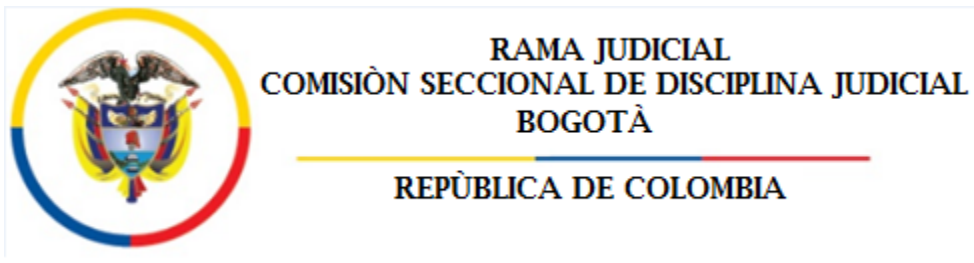 RAMA JUDICIAL
COMISIÒN SECCIONAL DE DISCIPLINA JUDICIAL
BOGOTÀ
REPÙBLICA DE COLOMBIA